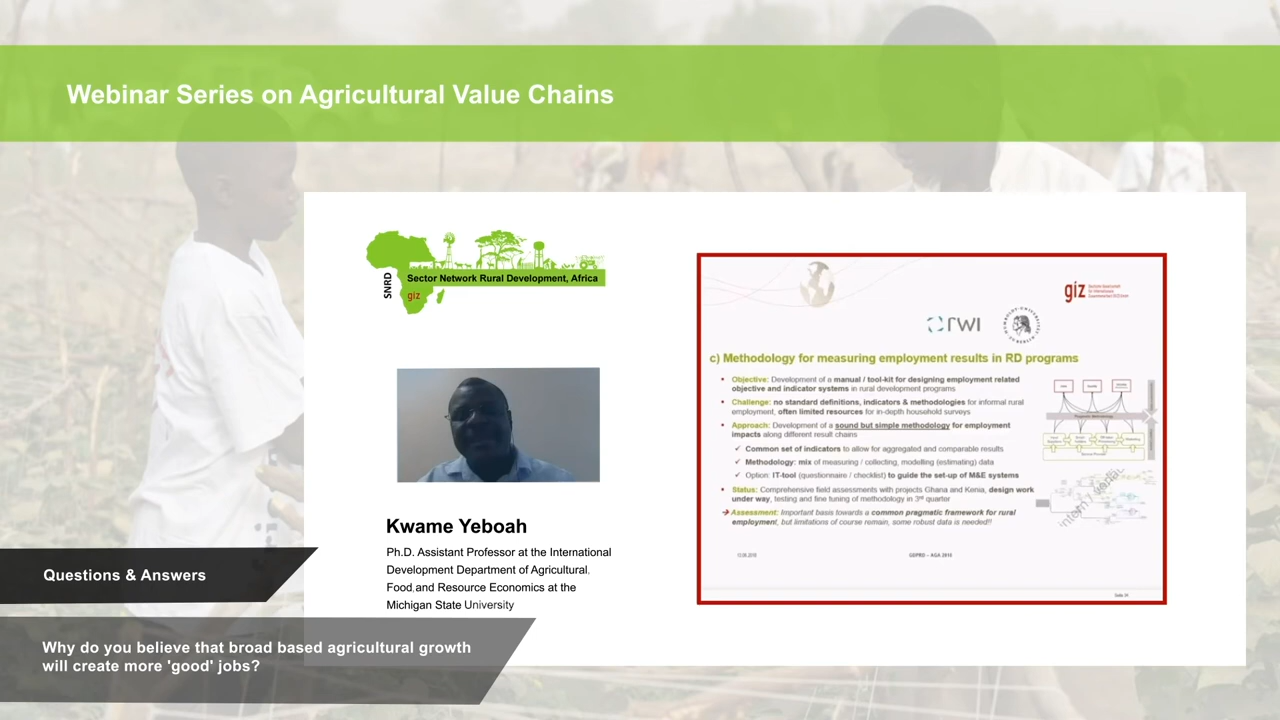 Webinar Series on Agricultural Value Chains
SNRD
Sector Network Rural Development, Africa
giz
Kwame Yeboah
Ph.D. Assistant Professor at the International
Development Department of Agricultural.
Food and Resource Economics at the
Michigan State University
Questions & Answers
Why do you believe that broad based agricultural growth
will create more 'good' jobs?
giz
rwi
c) Methodology for measuring employment results in RD programs
Objective: Development of a manual / tool-kit for designing employment related
objective and indicator systems in rural development programs
Challenge: no standard definitions, indicators & methodologies for informal rural
employment, often limited resources for in-depth household surveys
Approach: Development of a sound but simple methodology for employment
impacts along different result chains
✓ Common set of indicators to allow for aggregated and comparable results
✓ Methodology: mix of measuring / collecting, modelling (estimating) data
✓ Option: IT-tool (questionnaire / checklist) to guide the set-up of M&E systems
Status: Comprehensive field assessments with projects Ghana and Kenia, design work
under way, testing and fine tuning of methodology in 3rd quarter
➔ Assessment: Important basis towards a common pragmatic framework for rural
employment, but limitations of course remain, some robust data is needed!!
GEPRD – AGA 2016